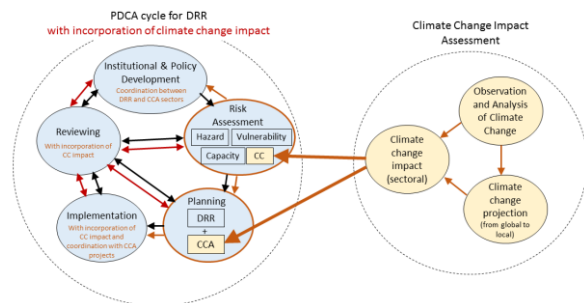 PDCA cycle for DRR
with incorporation of climate change impact
Institutional & Policy
Development
Coordination between
DRR and CCA sectors
Risk
Assessment
Hazard
Vulnerability
Capacity
CC
Reviewing
With incorporation of
CC impact
Planning
DRR
+
CCA
Implementation
With incorporation of
CC impact and
coordination with CCA
projects
Climate Change Impact
Assessment
Observation
and Analysis
of Climate
Change
Climate
change
impact
(sectoral)
Climate
change
projection
(from global to
local)